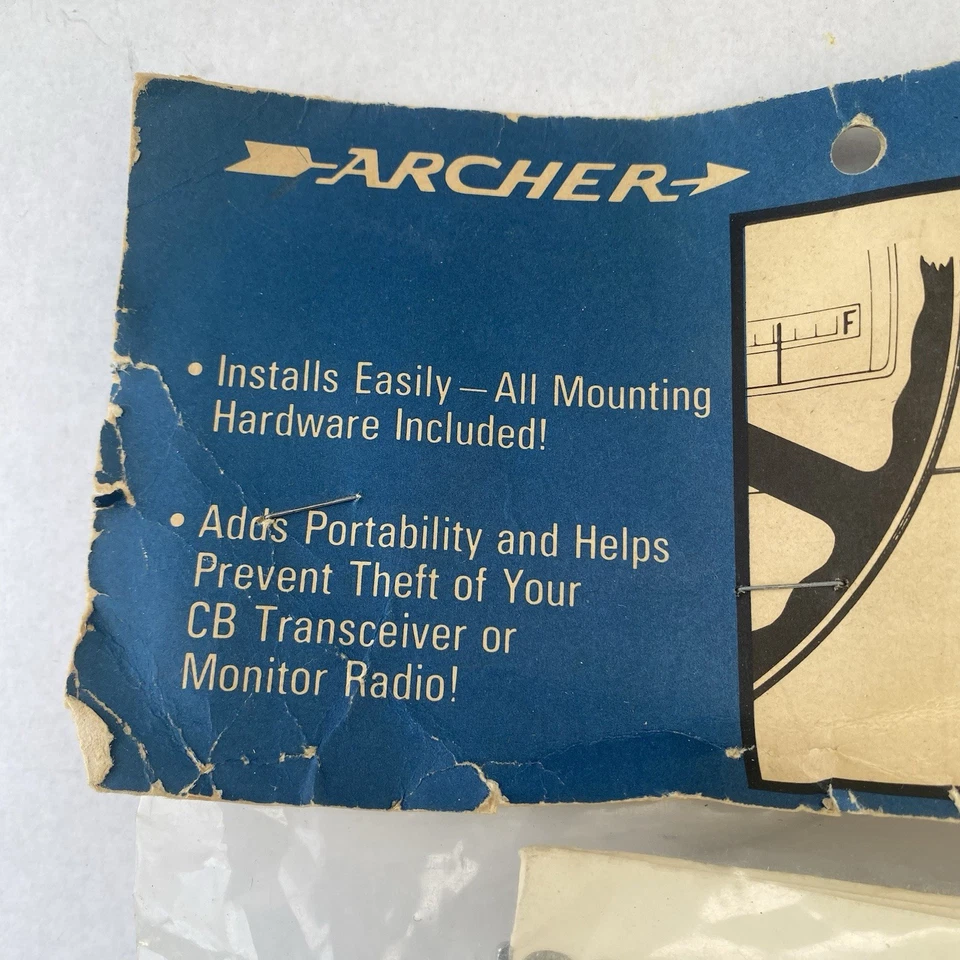 ARCHER
• Installs Easily — All Mounting
Hardware Included!
• Adds Portability and Helps
Prevent Theft of Your
CB Transceiver or
Monitor Radio!
F